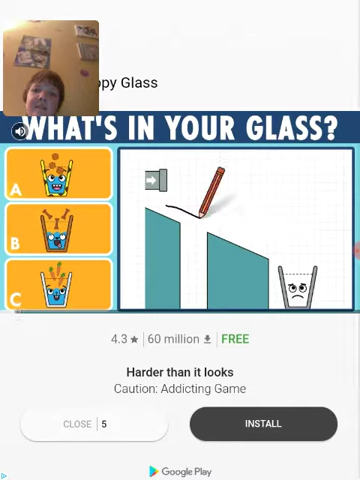 ppy Glass
WHAT'S IN YOUR GLASS?
A
B
C
4.3 ★ 60 million FREE
Harder than it looks
Caution: Addicting Game
CLOSE 5
INSTALL
Google Play